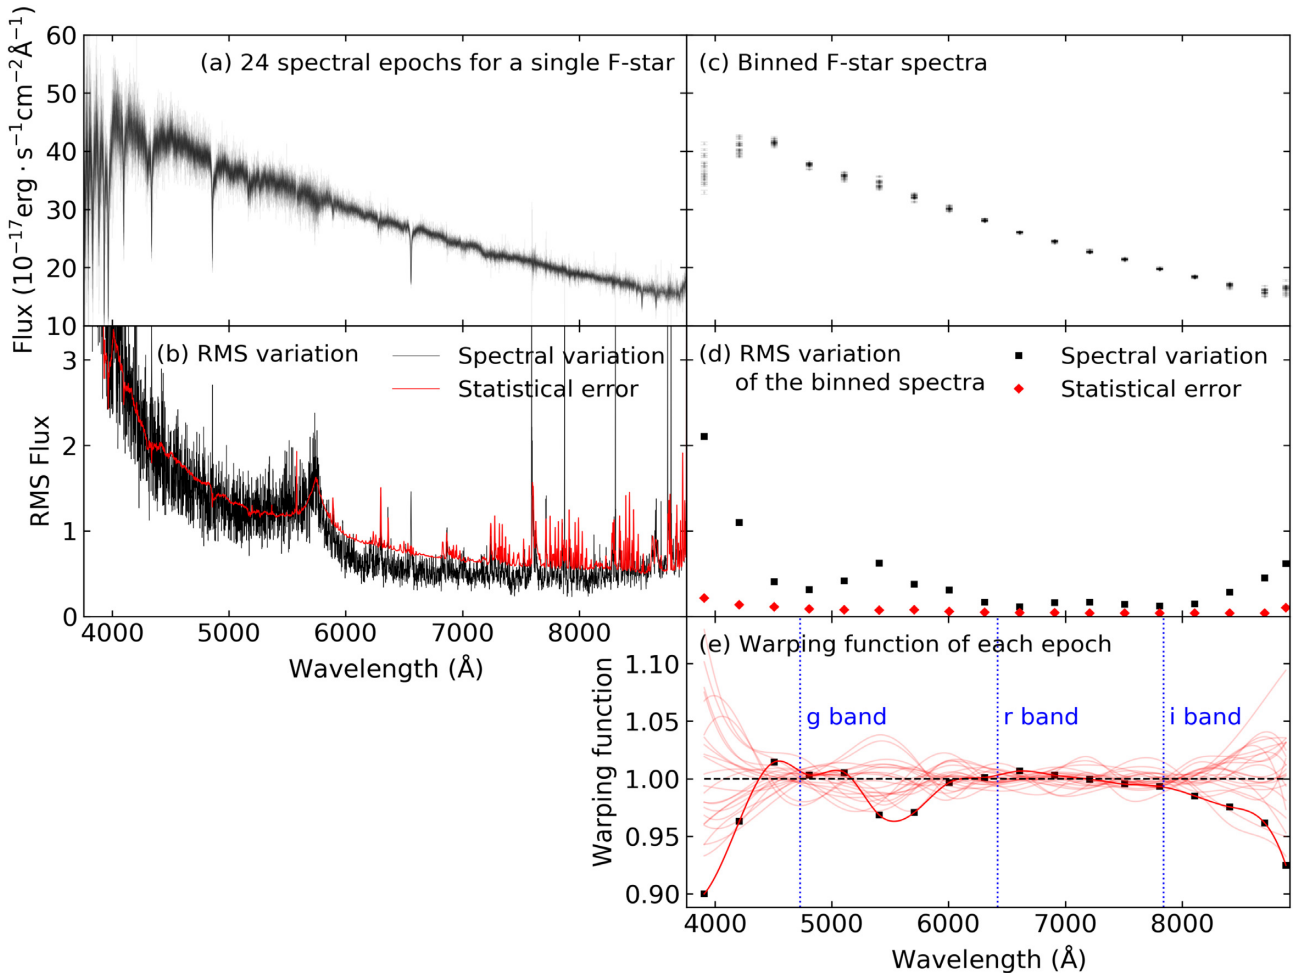 Flux (10⁻¹⁷erg · s⁻¹cm⁻²Å⁻¹)
60
50
40
30
20
10
(a) 24 spectral epochs for a single F-star
(c) Binned F-star spectra
RMS Flux
3
2
1
0
(b) RMS variation
Spectral variation
Statistical error
4000 5000 6000 7000 8000
Wavelength (Å)
(d) RMS variation
of the binned spectra
Spectral variation
Statistical error
Warping function
1.10
1.05
1.00
0.95
0.90
(e) Warping function of each epoch
g band
r band
i band
4000 5000 6000 7000 8000
Wavelength (Å)